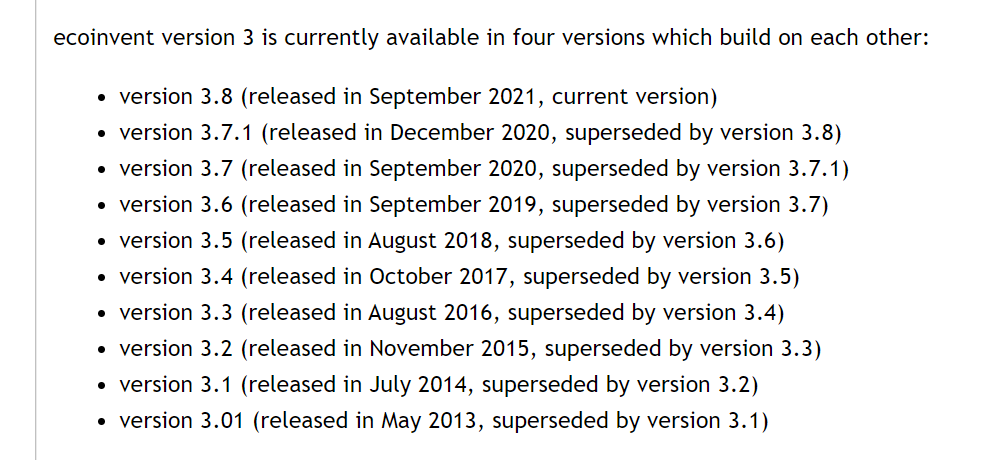 ecoinvent version 3 is currently available in four versions which build on each other:
• version 3.8 (released in September 2021, current version)
• version 3.7.1 (released in December 2020, superseded by version 3.8)
• version 3.7 (released in September 2020, superseded by version 3.7.1)
• version 3.6 (released in September 2019, superseded by version 3.7)
• version 3.5 (released in August 2018, superseded by version 3.6)
• version 3.4 (released in October 2017, superseded by version 3.5)
• version 3.3 (released in August 2016, superseded by version 3.4)
• version 3.2 (released in November 2015, superseded by version 3.3)
• version 3.1 (released in July 2014, superseded by version 3.2)
• version 3.01 (released in May 2013, superseded by version 3.1)